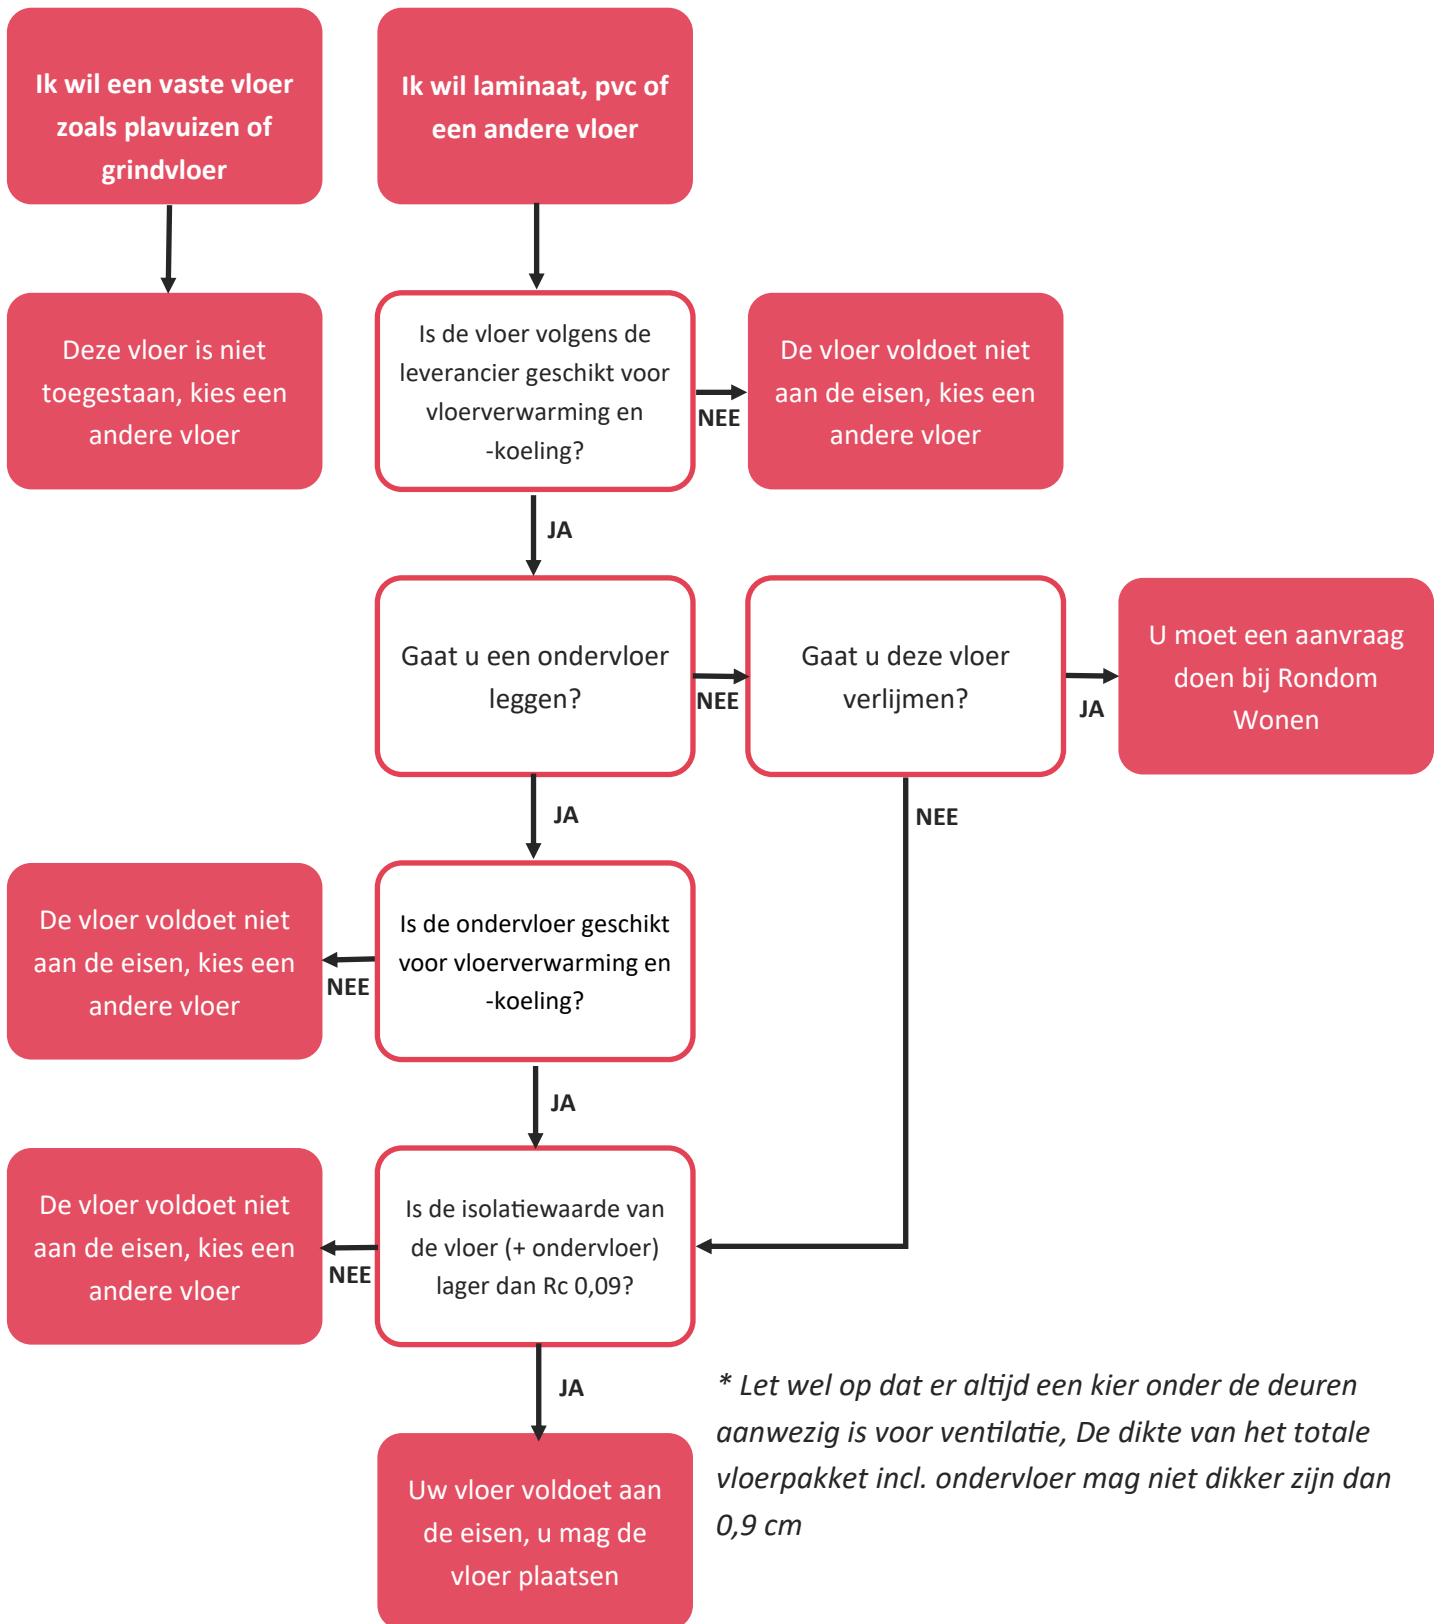 Ik wil een vaste vloer
zoals plavuizen of
grindvloer
Ik wil laminaat, pvc of
een andere vloer
Deze vloer is niet
toegestaan, kies een
andere vloer
Is de vloer volgens de
leverancier geschikt voor
vloerverwarming en
-koeling?
NEE
De vloer voldoet niet
aan de eisen, kies een
andere vloer
JA
Gaat u een ondervloer
leggen?
NEE
Gaat u deze vloer
verlijmen?
JA
U moet een aanvraag
doen bij Rondom
Wonen
JA
NEE
De vloer voldoet niet
aan de eisen, kies een
andere vloer
NEE
Is de ondervloer geschikt
voor vloerverwarming en
-koeling?
JA
De vloer voldoet niet
aan de eisen, kies een
andere vloer
NEE
Is de isolatiewaarde van
de vloer (+ ondervloer)
lager dan Rc 0,09?
JA
* Let wel op dat er altijd een kier onder de deuren
aanwezig is voor ventilatie, De dikte van het totale
vloerpakket incl. ondervloer mag niet dikker zijn dan
0,9 cm
Uw vloer voldoet aan
de eisen, u mag de
vloer plaatsen